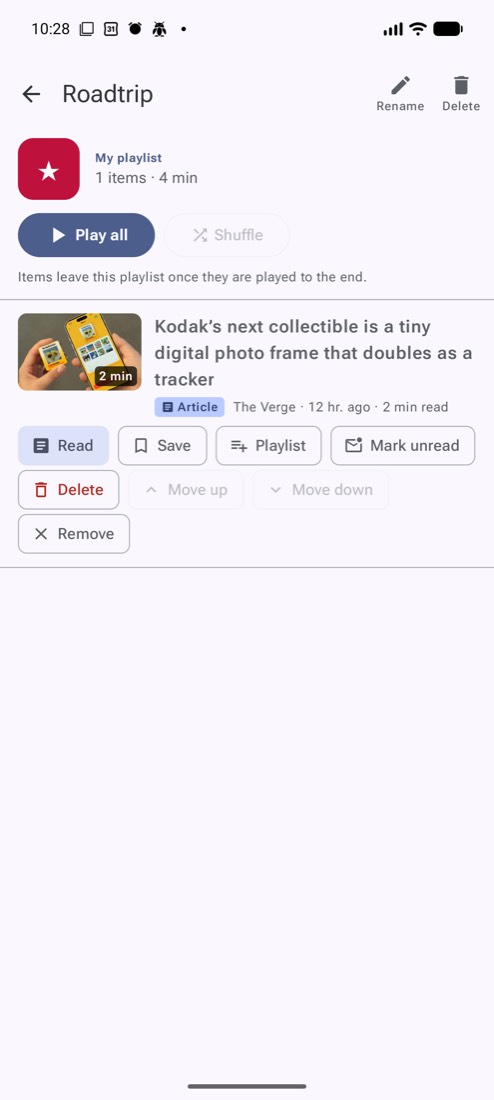 10:28
31
Roadtrip
Rename
Delete
My playlist
1 items · 4 min
Play all
Shuffle
Items leave this playlist once they are played to the end.
2 min
Kodak's next collectible is a tiny
digital photo frame that doubles as a
tracker
Article The Verge · 12 hr. ago · 2 min read
Read Save Playlist Mark unread
Delete Move up Move down
Remove